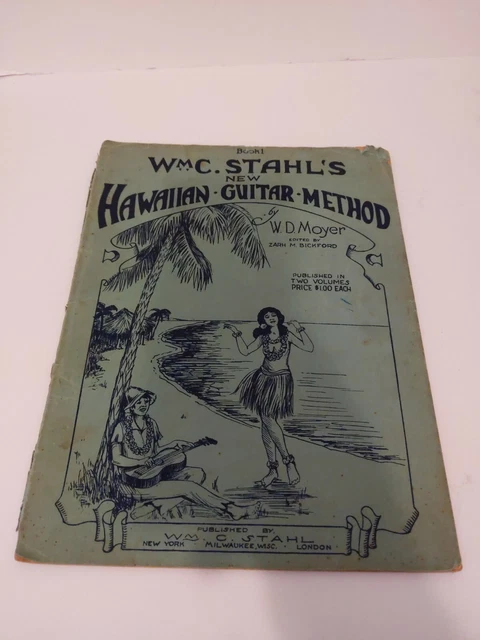 Book 1
WM C. STAHL'S
NEW
HAWAIIAN · GUITAR · METHOD
by
W. D. Moyer
EDITED BY
ZARH M. BICKFORD
PUBLISHED IN
TWO VOLUMES
PRICE $1.00 EACH
PUBLISHED BY
WM. C. STAHL
NEW YORK · MILWAUKEE, WISC. · LONDON